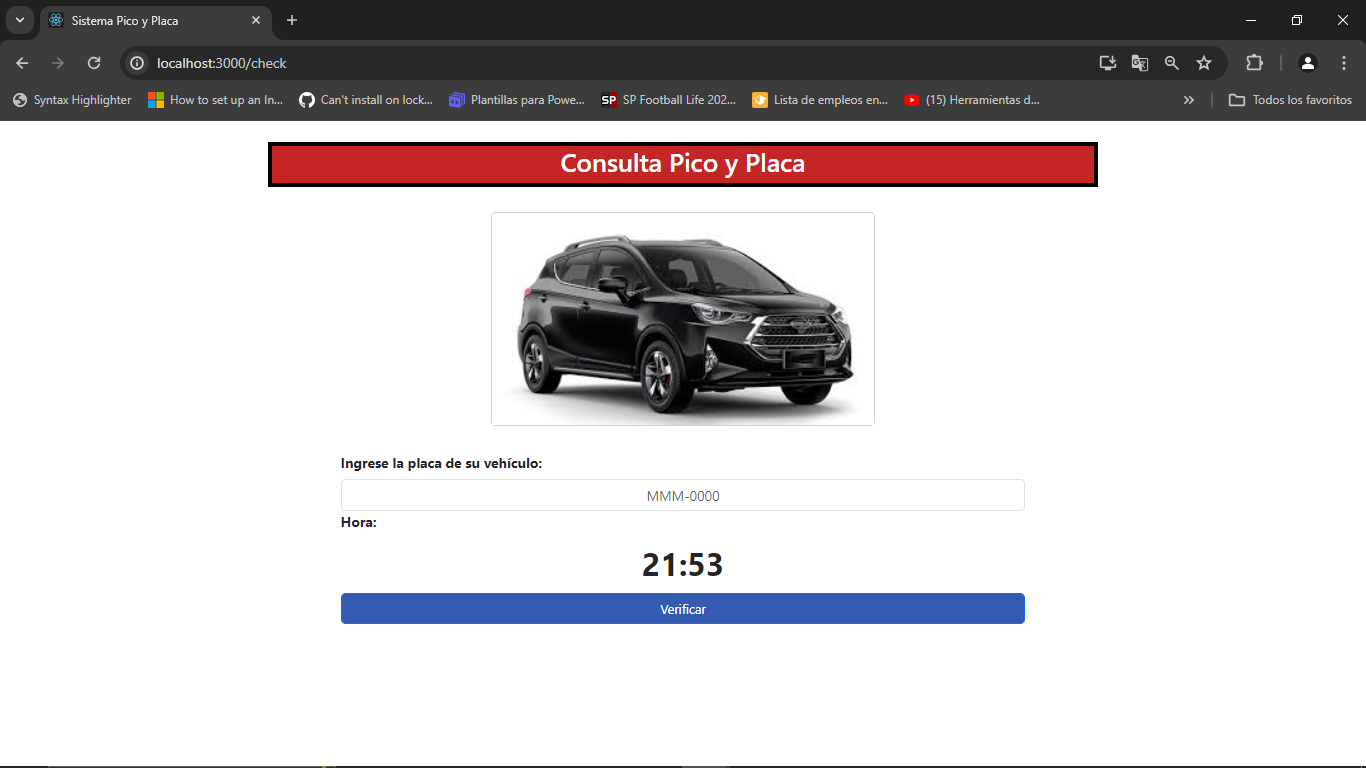 Sistema Pico y Placa
localhost:3000/check
Syntax Highlighter
How to set up an In...
Can't install on lock...
Plantillas para Powe...
SP SP Football Life 202...
Lista de empleos en...
(15) Herramientas d...
Todos los favoritos
Consulta Pico y Placa
Ingrese la placa de su vehículo:
MMM-0000
Hora:
21:53
Verificar